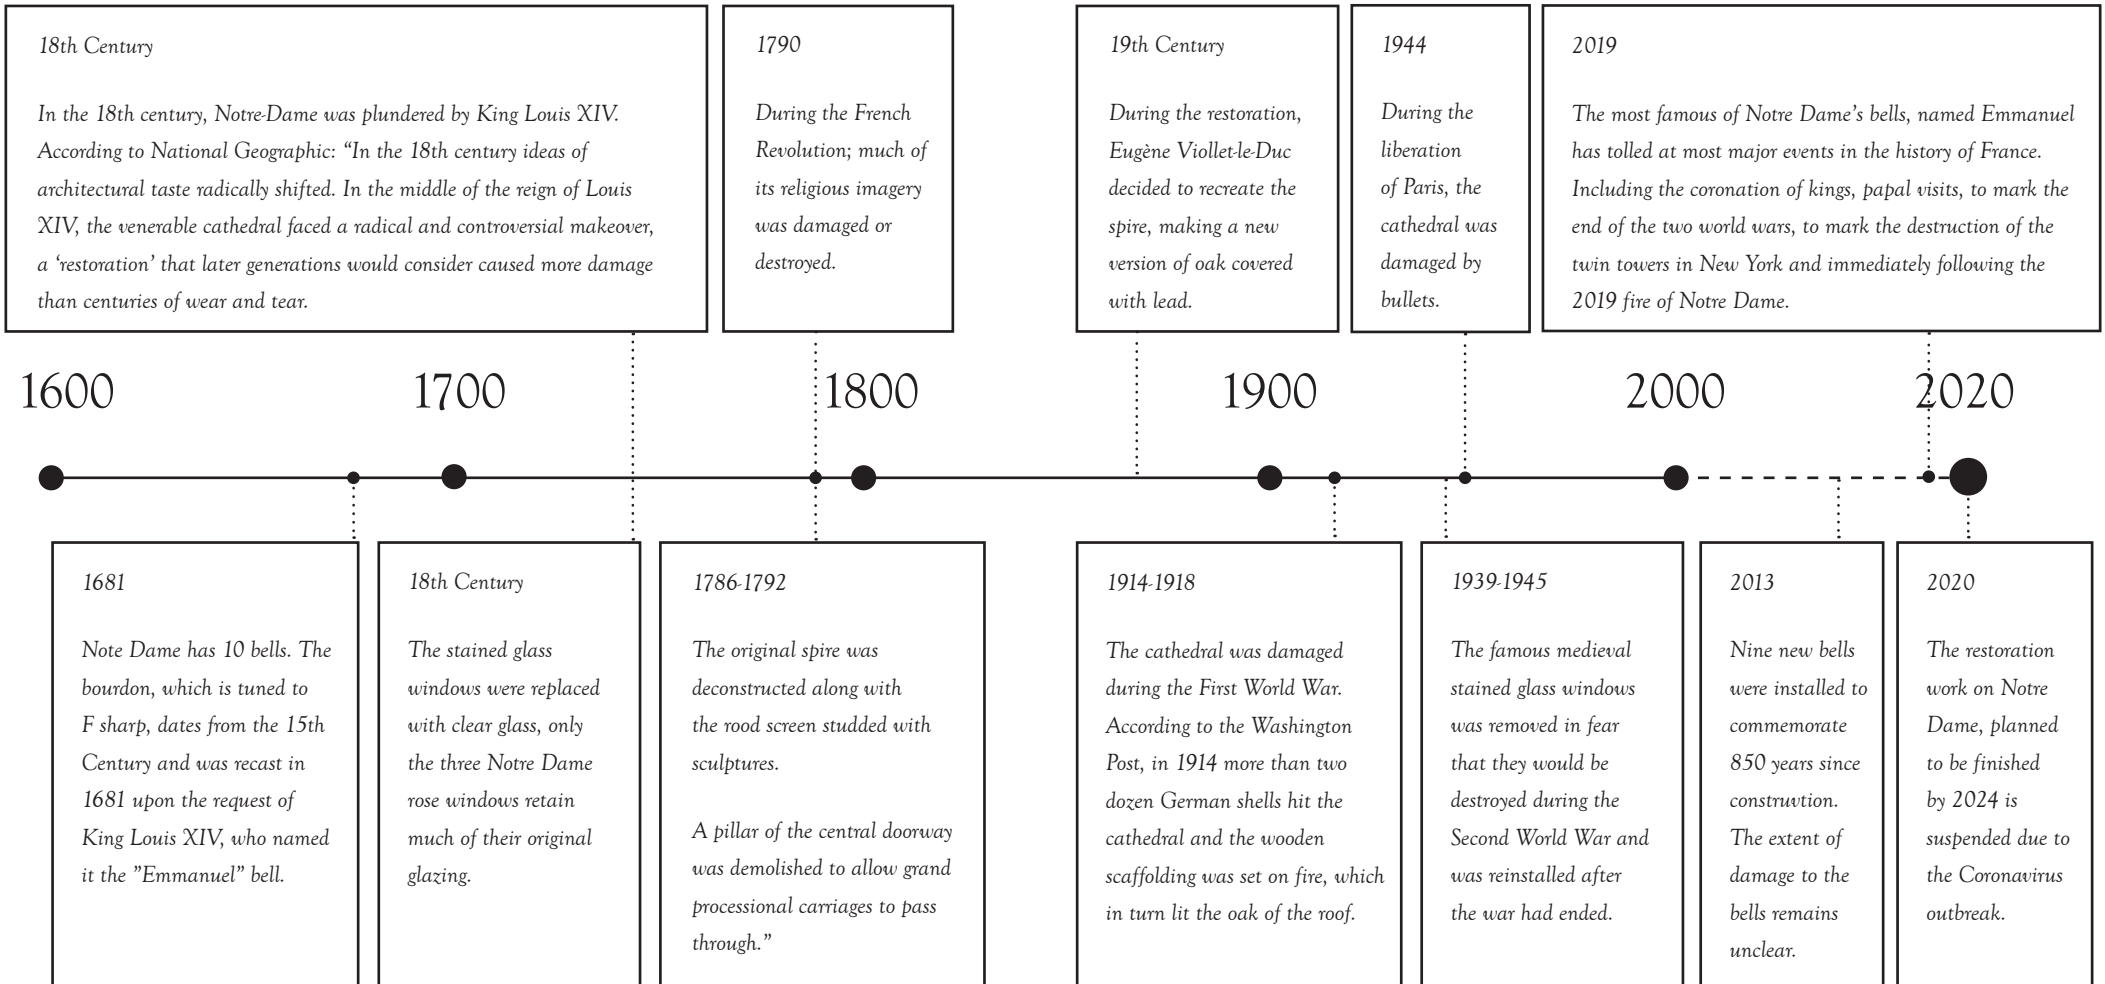 18th Century
In the 18th century, Notre-Dame was plundered by King Louis XIV.
According to National Geographic: “In the 18th century ideas of
architectural taste radically shifted. In the middle of the reign of Louis
XIV, the venerable cathedral faced a radical and controversial makeover,
a ‘restoration’ that later generations would consider caused more damage
than centuries of wear and tear.
1790
During the French
Revolution; much of
its religious imagery
was damaged or
destroyed.
19th Century
During the restoration,
Eugène Viollet-le-Duc
decided to recreate the
spire, making a new
version of oak covered
with lead.
1944
During the
liberation
of Paris, the
cathedral was
damaged by
bullets.
2019
The most famous of Notre Dame’s bells, named Emmanuel
has tolled at most major events in the history of France.
Including the coronation of kings, papal visits, to mark the
end of the two world wars, to mark the destruction of the
twin towers in New York and immediately following the
2019 fire of Notre Dame.
1600 1700 1800 1900 2000 2020
1681
Note Dame has 10 bells. The
bourdon, which is tuned to
F sharp, dates from the 15th
Century and was recast in
1681 upon the request of
King Louis XIV, who named
it the ”Emmanuel” bell.
18th Century
The stained glass
windows were replaced
with clear glass, only
the three Notre Dame
rose windows retain
much of their original
glazing.
1786-1792
The original spire was
deconstructed along with
the rood screen studded with
sculptures.
A pillar of the central doorway
was demolished to allow grand
processional carriages to pass
through.”
1914-1918
The cathedral was damaged
during the First World War.
According to the Washington
Post, in 1914 more than two
dozen German shells hit the
cathedral and the wooden
scaffolding was set on fire, which
in turn lit the oak of the roof.
1939-1945
The famous medieval
stained glass windows
was removed in fear
that they would be
destroyed during the
Second World War and
was reinstalled after
the war had ended.
2013
Nine new bells
were installed to
commemorate
850 years since
construvtion.
The extent of
damage to the
bells remains
unclear.
2020
The restoration
work on Notre
Dame, planned
to be finished
by 2024 is
suspended due to
the Coronavirus
outbreak.